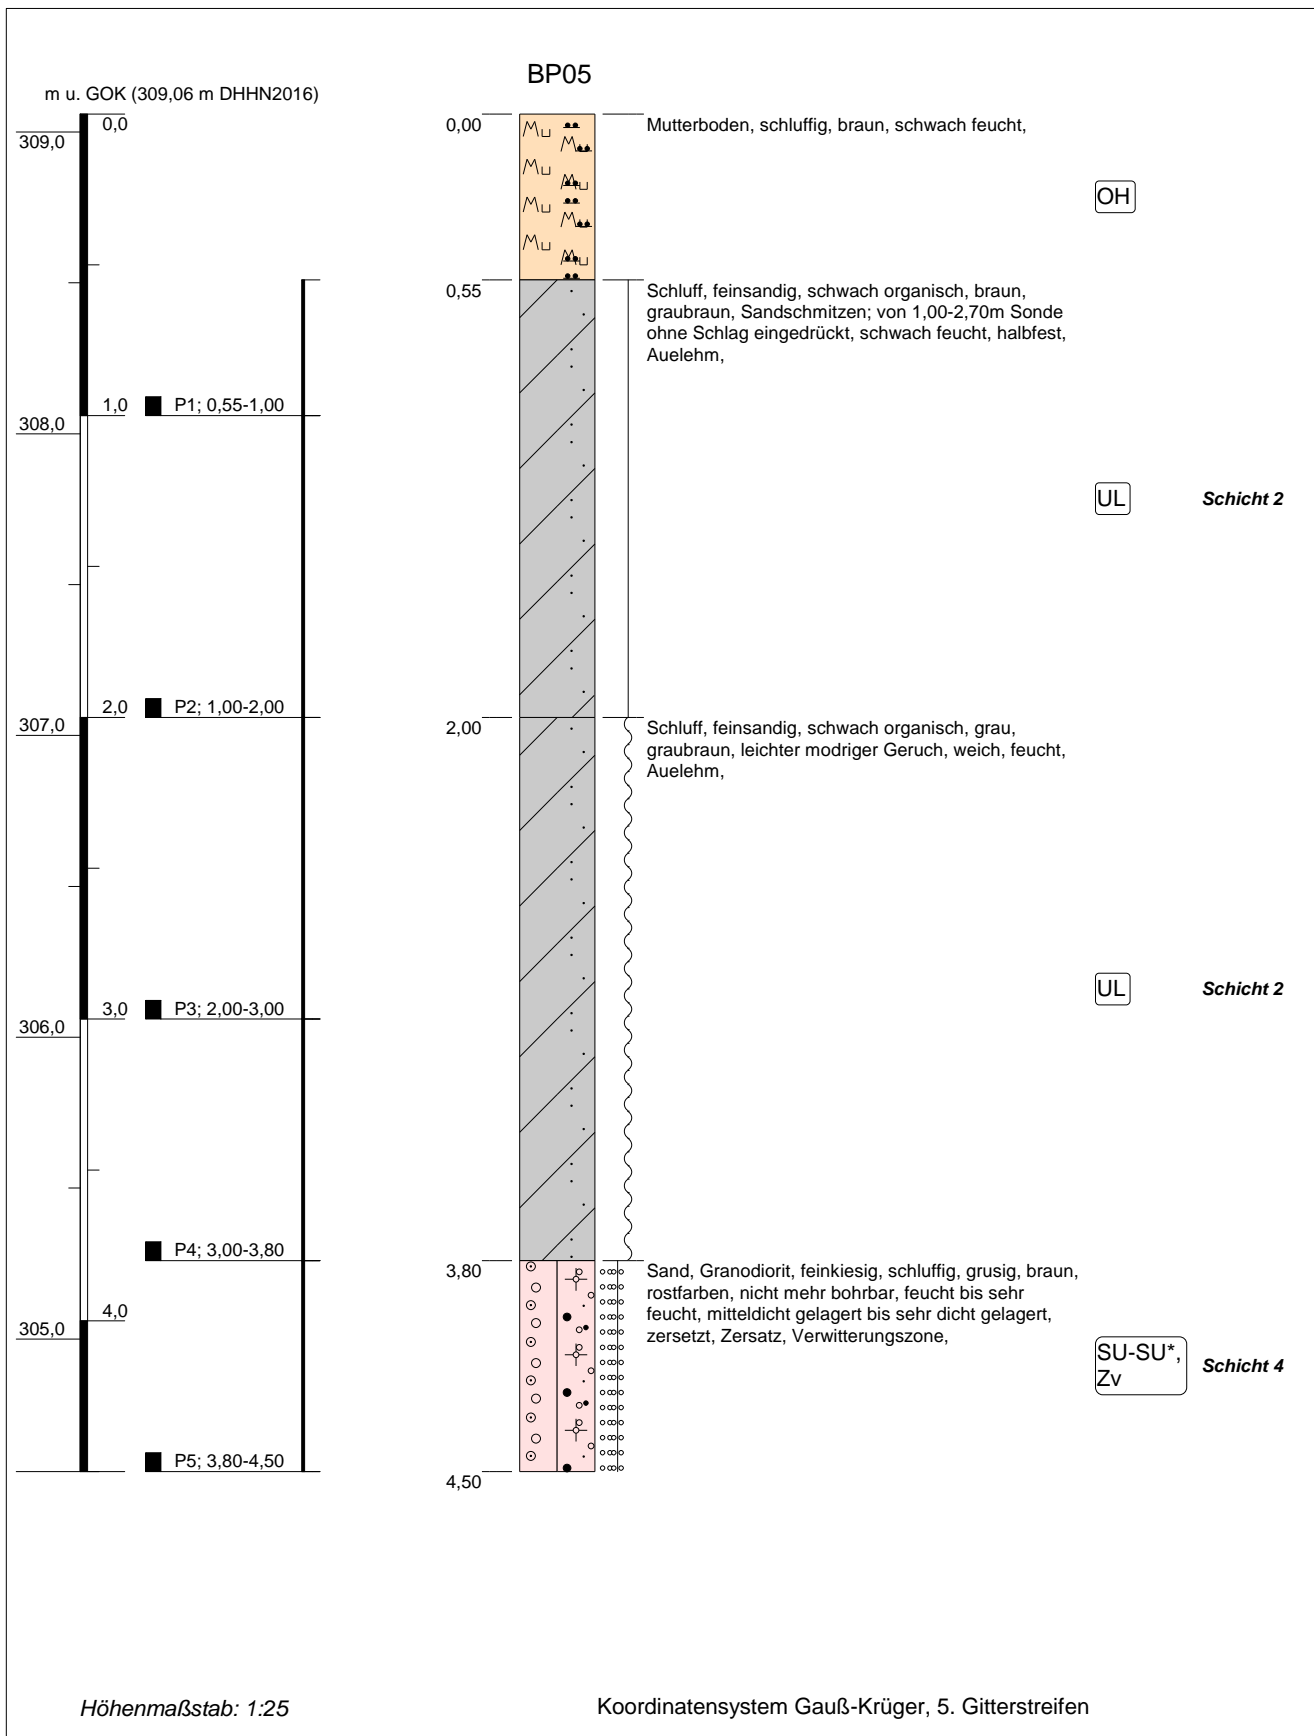 BP05
m u. GOK (309,06 m DHHN2016)
0,0
309,0
0,00
Mutterboden, schluffig, braun, schwach feucht,
OH
0,55
Schluff, feinsandig, schwach organisch, braun,
graubraun, Sandschmitzen; von 1,00-2,70m Sonde
ohne Schlag eingedrückt, schwach feucht, halbfest,
Auelehm,
1,0
P1; 0,55-1,00
308,0
UL
Schicht 2
2,0
P2; 1,00-2,00
307,0
2,00
Schluff, feinsandig, schwach organisch, grau,
graubraun, leichter modriger Geruch, weich, feucht,
Auelehm,
UL
Schicht 2
3,0
P3; 2,00-3,00
306,0
P4; 3,00-3,80
3,80
Sand, Granodiorit, feinkiesig, schluffig, grusig, braun,
rostfarben, nicht mehr bohrbar, feucht bis sehr
feucht, mitteldicht gelagert bis sehr dicht gelagert,
zersetzt, Zersatz, Verwitterungszone,
4,0
305,0
SU-SU*,
Zv
Schicht 4
P5; 3,80-4,50
4,50
Höhenmaßstab: 1:25
Koordinatensystem Gauß-Krüger, 5. Gitterstreifen